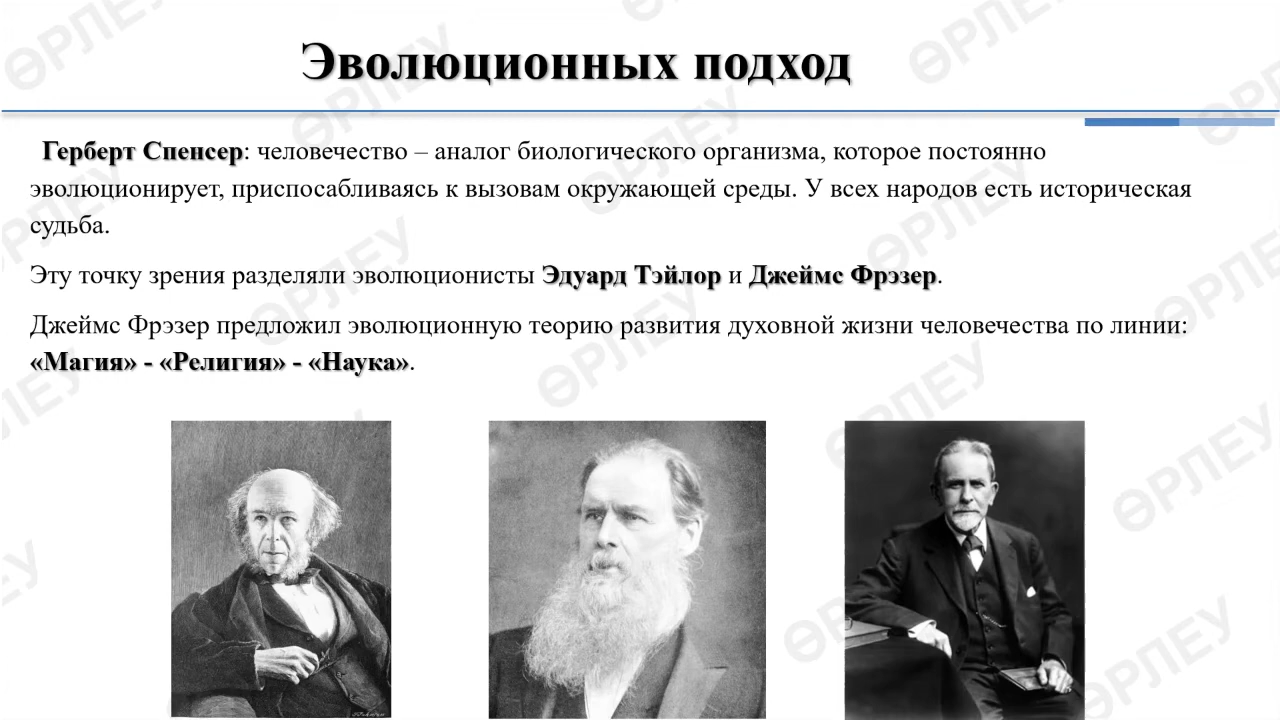 Эволюционных подход
Герберт Спенсер: человечество – аналог биологического организма, которое постоянно
эволюционирует, приспосабливаясь к вызовам окружающей среды. У всех народов есть историческая
судьба.
Эту точку зрения разделяли эволюционисты Эдуард Тэйлор и Джеймс Фрэзер.
Джеймс Фрэзер предложил эволюционную теорию развития духовной жизни человечества по линии:
«Магия» - «Религия» - «Наука».
ӨРЛЕУ